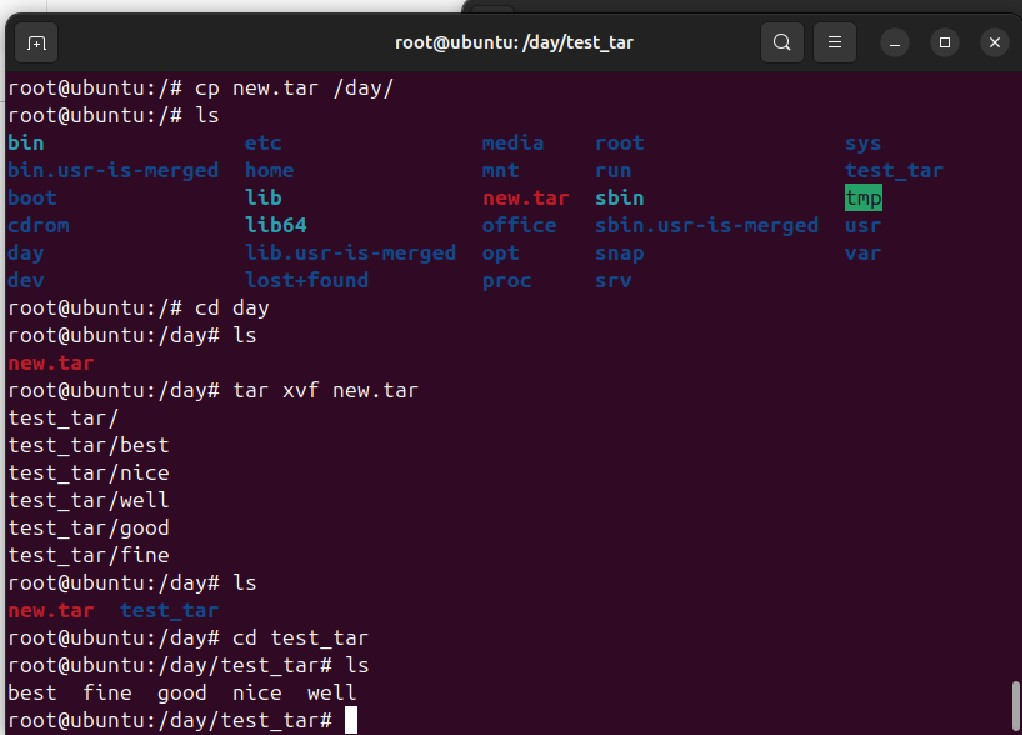 root@ubuntu: /day/test_tar
root@ubuntu:/# cp new.tar /day/
root@ubuntu:/# ls
bin etc media root sys
bin.usr-is-merged home mnt run test_tar
boot lib new.tar sbin tmp
cdrom lib64 office sbin.usr-is-merged usr
day lib.usr-is-merged opt snap var
dev lost+found proc srv
root@ubuntu:/# cd day
root@ubuntu:/day# ls
new.tar
root@ubuntu:/day# tar xvf new.tar
test_tar/
test_tar/best
test_tar/nice
test_tar/well
test_tar/good
test_tar/fine
root@ubuntu:/day# ls
new.tar test_tar
root@ubuntu:/day# cd test_tar
root@ubuntu:/day/test_tar# ls
best fine good nice well
root@ubuntu:/day/test_tar#